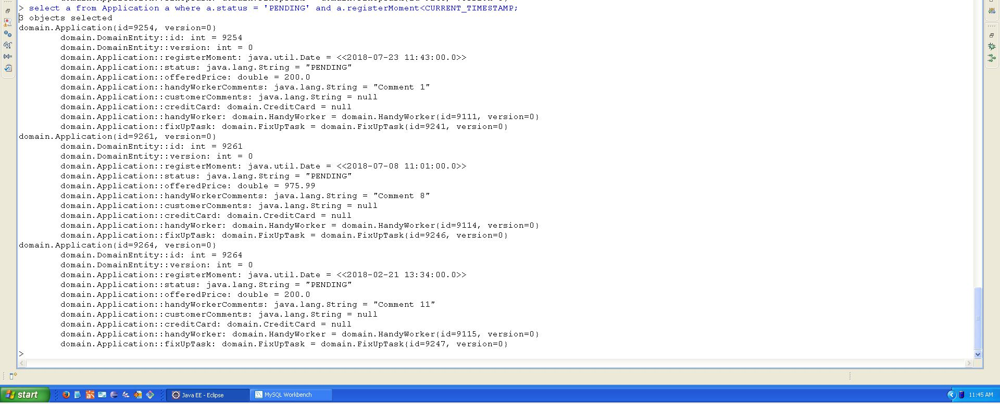 > select a from Application a where a.status = 'PENDING' and a.registerMoment<CURRENT_TIMESTAMP;
3 objects selected
domain.Application{id=9254, version=0}
domain.DomainEntity::id: int = 9254
domain.DomainEntity::version: int = 0
domain.Application::registerMoment: java.util.Date = <<2018-07-23 11:43:00.0>>
domain.Application::status: java.lang.String = "PENDING"
domain.Application::offeredPrice: double = 200.0
domain.Application::handyWorkerComments: java.lang.String = "Comment 1"
domain.Application::customerComments: java.lang.String = null
domain.Application::creditCard: domain.CreditCard = null
domain.Application::handyWorker: domain.HandyWorker = domain.HandyWorker{id=9111, version=0}
domain.Application::fixUpTask: domain.FixUpTask = domain.FixUpTask{id=9241, version=0}
domain.Application{id=9261, version=0}
domain.DomainEntity::id: int = 9261
domain.DomainEntity::version: int = 0
domain.Application::registerMoment: java.util.Date = <<2018-07-08 11:01:00.0>>
domain.Application::status: java.lang.String = "PENDING"
domain.Application::offeredPrice: double = 975.99
domain.Application::handyWorkerComments: java.lang.String = "Comment 8"
domain.Application::customerComments: java.lang.String = null
domain.Application::creditCard: domain.CreditCard = null
domain.Application::handyWorker: domain.HandyWorker = domain.HandyWorker{id=9114, version=0}
domain.Application::fixUpTask: domain.FixUpTask = domain.FixUpTask{id=9246, version=0}
domain.Application{id=9264, version=0}
domain.DomainEntity::id: int = 9264
domain.DomainEntity::version: int = 0
domain.Application::registerMoment: java.util.Date = <<2018-02-21 13:34:00.0>>
domain.Application::status: java.lang.String = "PENDING"
domain.Application::offeredPrice: double = 200.0
domain.Application::handyWorkerComments: java.lang.String = "Comment 11"
domain.Application::customerComments: java.lang.String = null
domain.Application::creditCard: domain.CreditCard = null
domain.Application::handyWorker: domain.HandyWorker = domain.HandyWorker{id=9115, version=0}
domain.Application::fixUpTask: domain.FixUpTask = domain.FixUpTask{id=9247, version=0}
>
start
Java EE - Eclipse
MySQL Workbench
11:45 AM